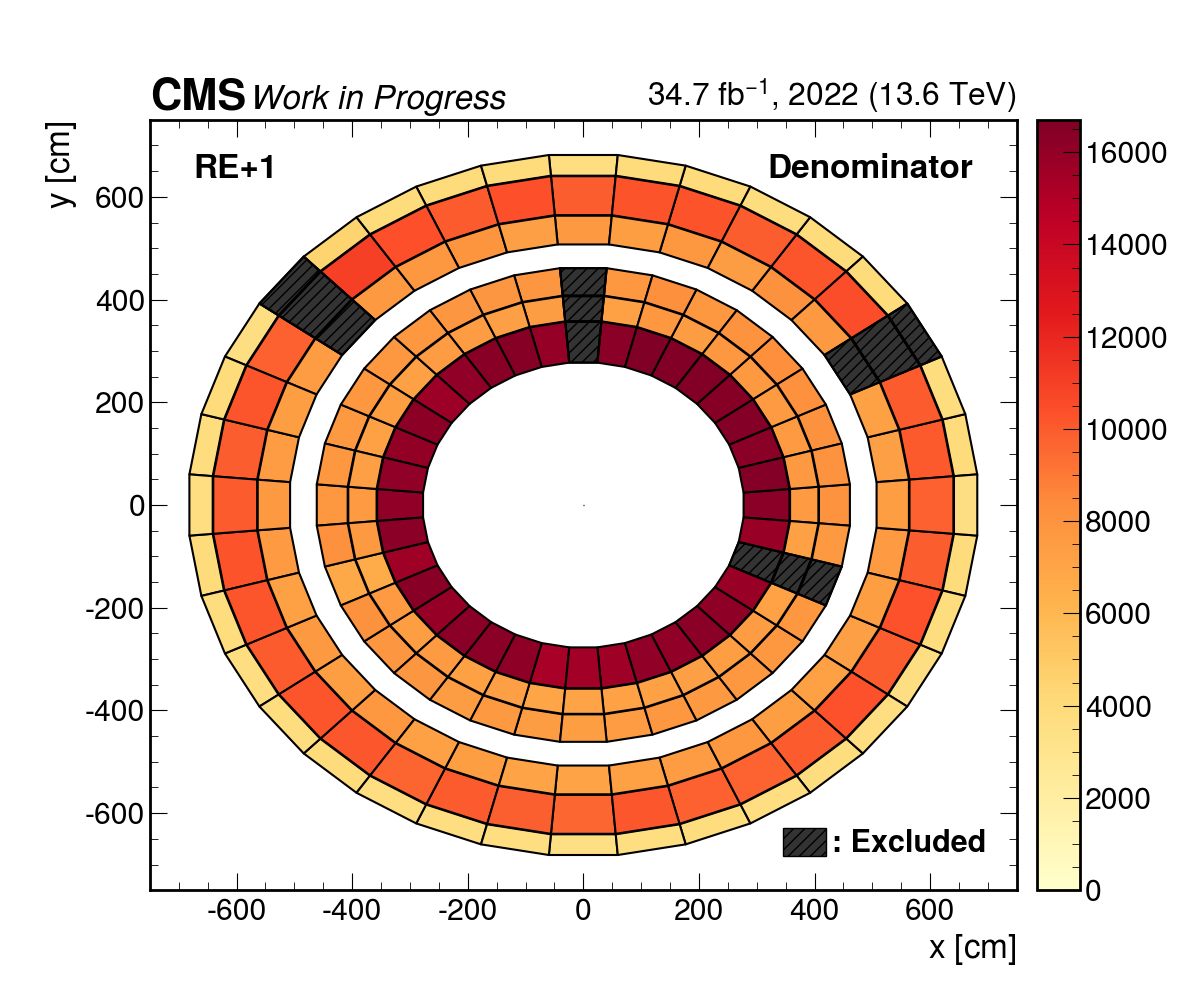 CMS Work in Progress
34.7 fb⁻¹, 2022 (13.6 TeV)
y [cm]
RE+1
Denominator
600
400
200
0
-200
-400
-600
: Excluded
-600 -400 -200 0 200 400 600
x [cm]
16000
14000
12000
10000
8000
6000
4000
2000
0